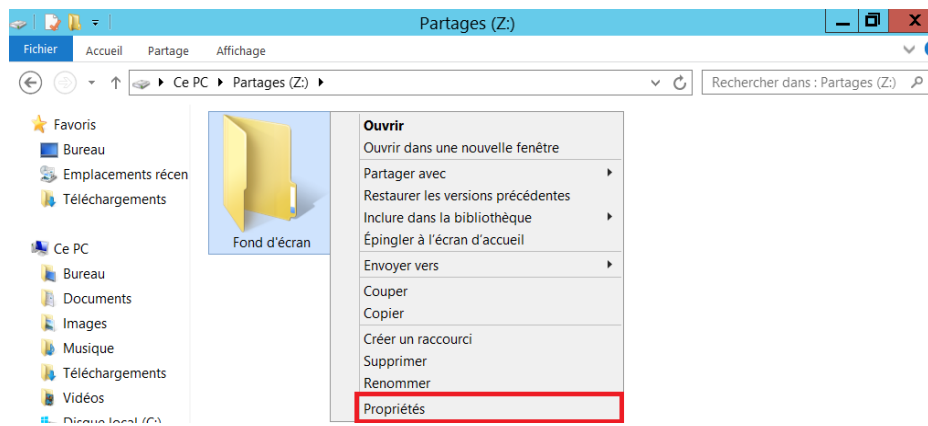 Partages (Z:)
Fichier Accueil Partage Affichage
Ce PC Partages (Z:)
Rechercher dans : Partages (Z:)
Favoris
Bureau
Emplacements récen
Téléchargements
Ce PC
Bureau
Documents
Images
Musique
Téléchargements
Vidéos
Disque local (C:)
Fond d'écran
Ouvrir
Ouvrir dans une nouvelle fenêtre
Partager avec
Restaurer les versions précédentes
Inclure dans la bibliothèque
Épingler à l'écran d'accueil
Envoyer vers
Couper
Copier
Créer un raccourci
Supprimer
Renommer
Propriétés